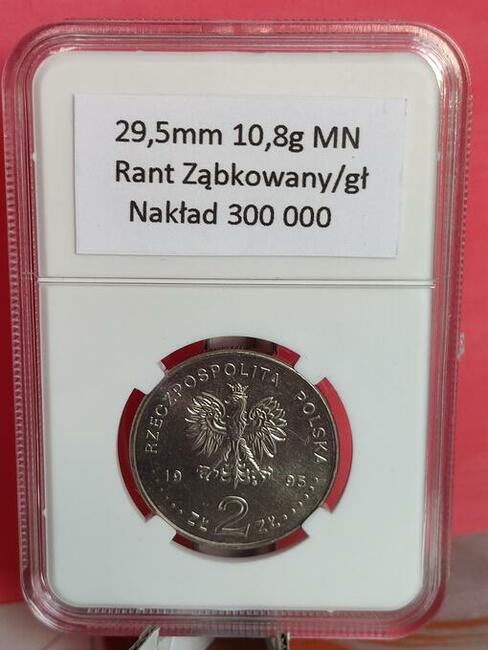 29,5mm 10,8g MN
Rant Ząbkowany/gł
Nakład 300 000
RZECZPOSPOLITA POLSKA
19 95
ZŁ 2 ZŁ